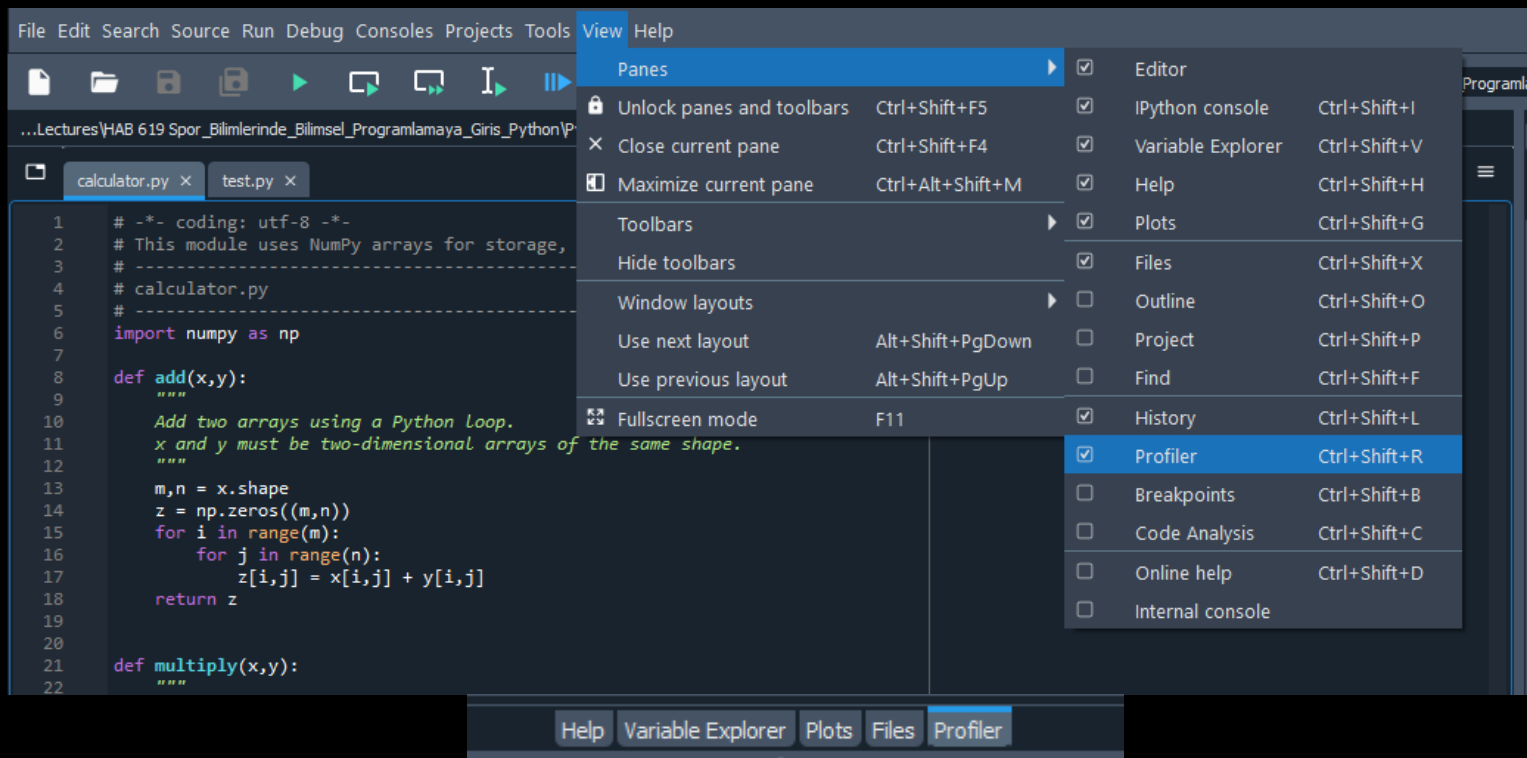 File Edit Search Source Run Debug Consoles Projects Tools View Help
...Lectures\HAB 619 Spor_Bilimlerinde_Bilimsel_Programlamaya_Giris_Python\P
calculator.py test.py
1 # -*- coding: utf-8 -*-
2 # This module uses NumPy arrays for storage,
3 # -------------------------------------------
4 # calculator.py
5 # -------------------------------------------
6 import numpy as np
7
8 def add(x,y):
9 """
10 Add two arrays using a Python loop.
11 x and y must be two-dimensional arrays of the same shape.
12 """
13 m,n = x.shape
14 z = np.zeros((m,n))
15 for i in range(m):
16 for j in range(n):
17 z[i,j] = x[i,j] + y[i,j]
18 return z
19
20
21 def multiply(x,y):
22 """
Panes
Unlock panes and toolbars Ctrl+Shift+F5
Close current pane Ctrl+Shift+F4
Maximize current pane Ctrl+Alt+Shift+M
Toolbars
Hide toolbars
Window layouts
Use next layout Alt+Shift+PgDown
Use previous layout Alt+Shift+PgUp
Fullscreen mode F11
Editor
IPython console Ctrl+Shift+I
Variable Explorer Ctrl+Shift+V
Help Ctrl+Shift+H
Plots Ctrl+Shift+G
Files Ctrl+Shift+X
Outline Ctrl+Shift+O
Project Ctrl+Shift+P
Find Ctrl+Shift+F
History Ctrl+Shift+L
Profiler Ctrl+Shift+R
Breakpoints Ctrl+Shift+B
Code Analysis Ctrl+Shift+C
Online help Ctrl+Shift+D
Internal console
Help Variable Explorer Plots Files Profiler